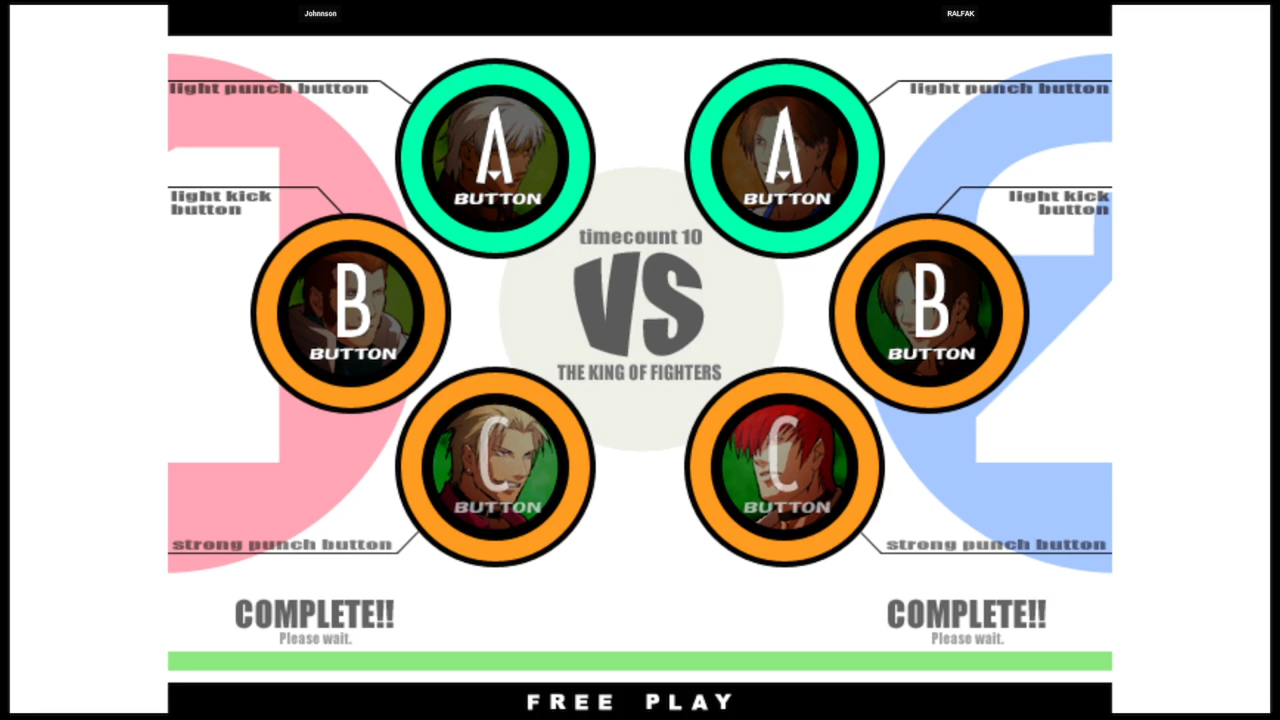 Johnnson
RALFAK
light punch button
light punch button
A
BUTTON
A
BUTTON
light kick
button
light kick
button
timecount 10
VS
THE KING OF FIGHTERS
B
BUTTON
B
BUTTON
C
BUTTON
C
BUTTON
strong punch button
strong punch button
COMPLETE!!
Please wait.
COMPLETE!!
Please wait.
FREE PLAY
1
2